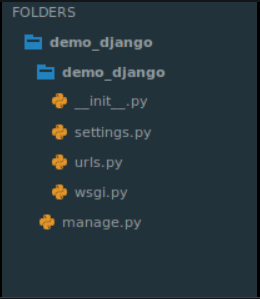 FOLDERS
demo_django
demo_django
__init__.py
settings.py
urls.py
wsgi.py
manage.py